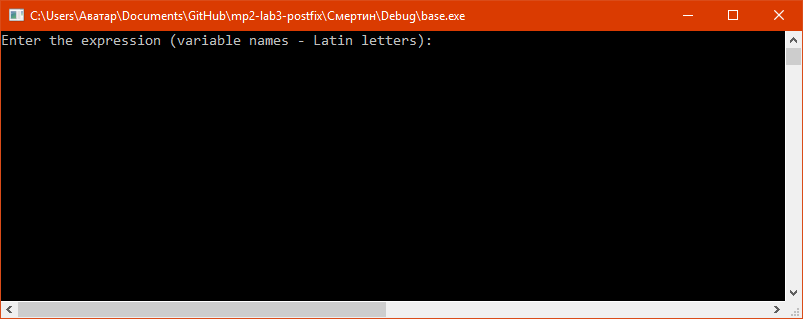 C:\Users\Аватар\Documents\GitHub\mp2-lab3-postfix\Смертин\Debug\base.exe
Enter the expression (variable names - Latin letters):